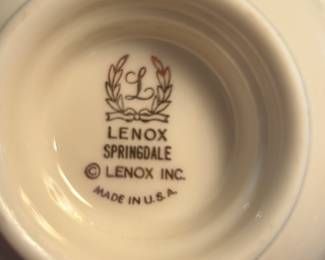 L
LENOX
SPRINGDALE
© LENOX INC.
MADE IN U.S.A.